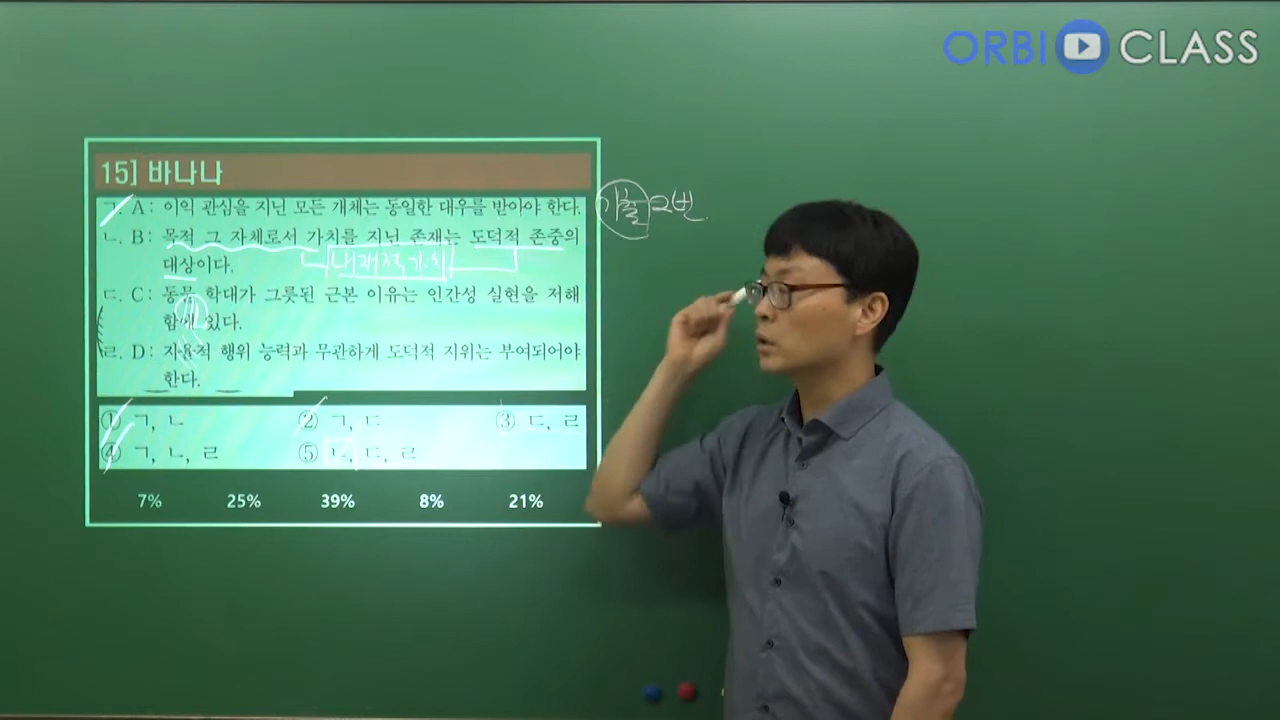 ORBI CLASS
15] 바나나
ㄱ. A: 이익 관심을 지닌 모든 개체는 동일한 대우를 받아야 한다.
기출 2번
ㄴ. B: 목적 그 자체로서 가치를 지닌 존재는 도덕적 존중의
대상이다.
내재적 가치
ㄷ. C: 동물 학대가 그릇된 근본 이유는 인간성 실현을 저해
함에 있다.
ㄹ. D: 자율적 행위 능력과 무관하게 도덕적 지위는 부여되어야
한다.
① ㄱ, ㄴ ② ㄱ, ㄷ ③ ㄷ, ㄹ
④ ㄱ, ㄴ, ㄹ ⑤ ㄴ, ㄷ, ㄹ
7% 25% 39% 8% 21%